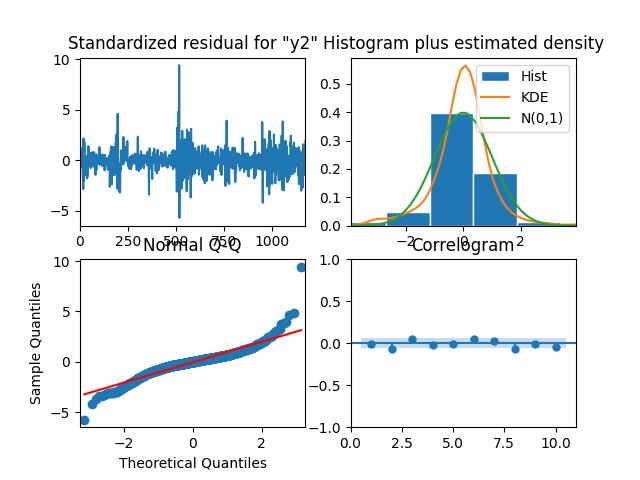 Standardized residual for "y2"
10
5
0
−5
0 250 500 750 1000
Histogram plus estimated density
0.5
0.4
0.3
0.2
0.1
0.0
−2 0 2
Hist
KDE
N(0,1)
Normal Q-Q
Sample Quantiles
10
5
0
−5
−2 0 2
Theoretical Quantiles
Correlogram
1.0
0.5
0.0
−0.5
−1.0
0.0 2.5 5.0 7.5 10.0